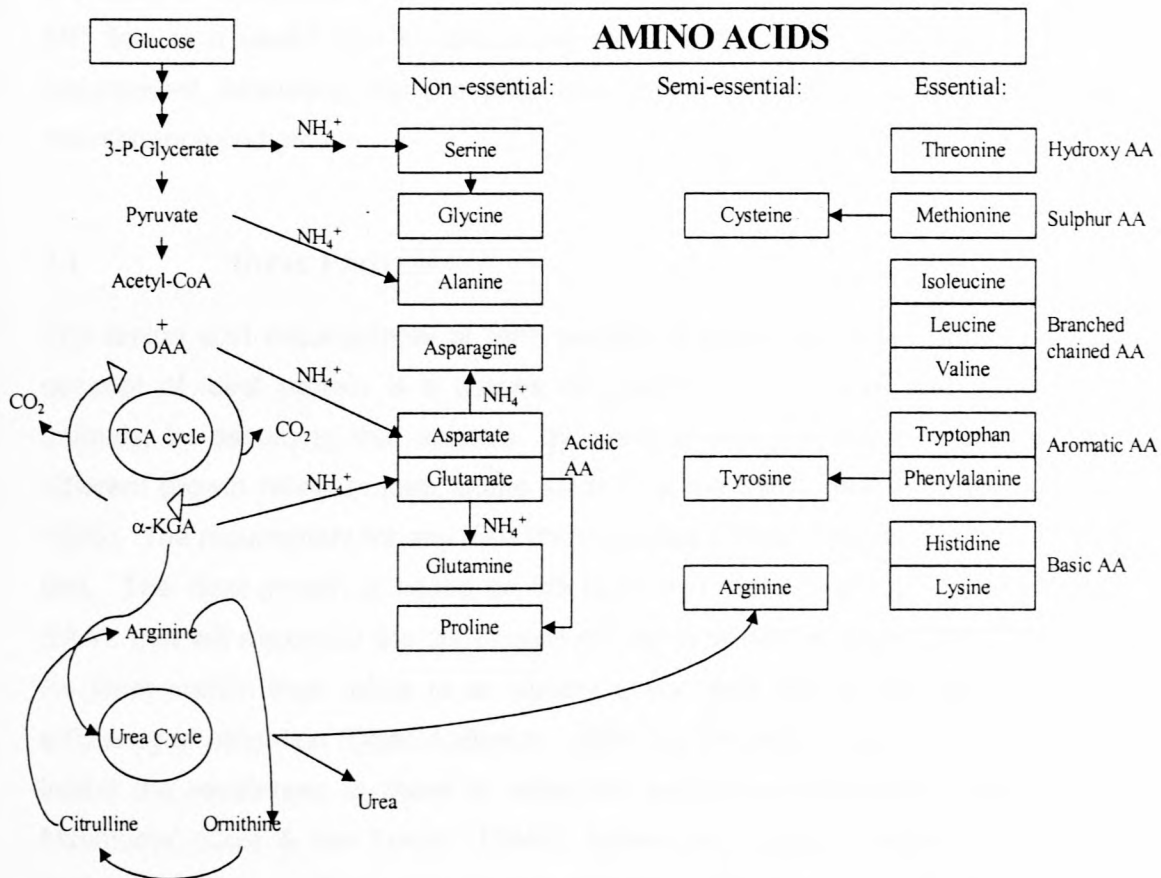 Glucose
AMINO ACIDS
Non -essential:
Semi-essential:
Essential:
3-P-Glycerate
NH₄⁺
Serine
Threonine
Hydroxy AA
Pyruvate
Glycine
Cysteine
Methionine
Sulphur AA
NH₄⁺
Acetyl-CoA
Alanine
Isoleucine
+
OAA
Asparagine
Leucine
Branched
chained AA
Valine
NH₄⁺
NH₄⁺
CO₂
TCA cycle
CO₂
Aspartate
Acidic
AA
Tryptophan
Aromatic AA
NH₄⁺
Glutamate
Tyrosine
Phenylalanine
α-KGA
NH₄⁺
Glutamine
Histidine
Basic AA
Arginine
Lysine
Arginine
Proline
Urea Cycle
Urea
Citrulline
Ornithine